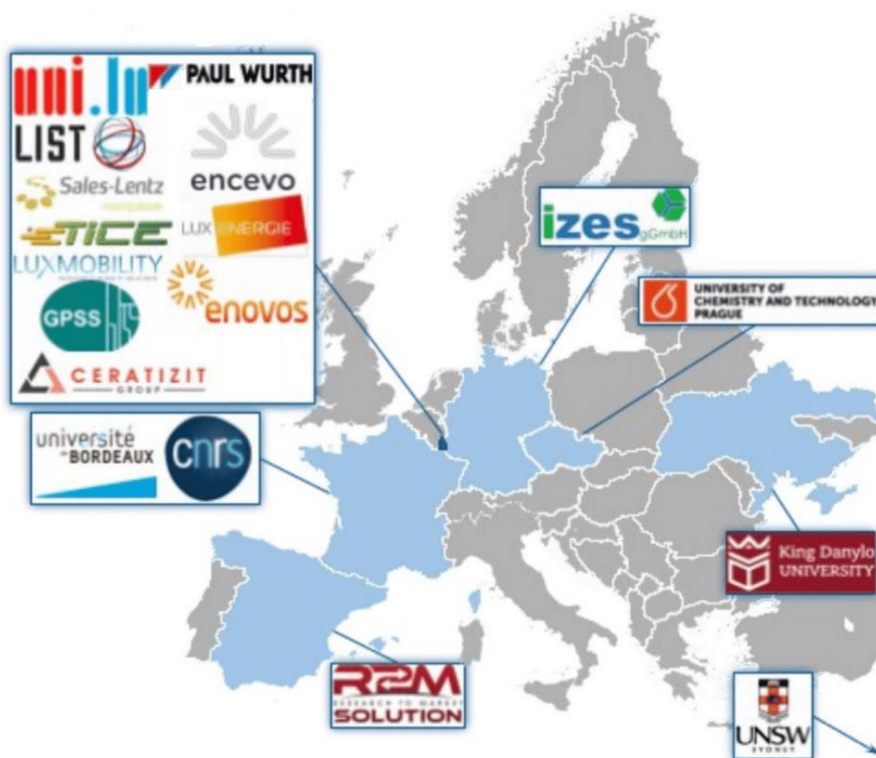 uni.lu
PAUL WURTH
LIST
encevo
Sales-Lentz
TICE
LUXENERGIE
LUXMOBILITY
enovos
GPSS
CERATIZIT
GROUP
izes
gGmbH
UNIVERSITY OF
CHEMISTRY AND TECHNOLOGY
PRAGUE
université
de BORDEAUX
cnrs
King Danylo
UNIVERSITY
R2M
RESEARCH TO MARKET
SOLUTION
UNSW
SYDNEY